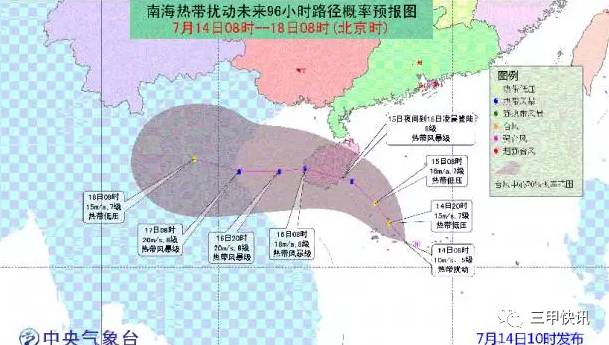 南海热带扰动未来96小时路径概率预报图
7月14日08时--18日08时(北京时)
图例
热带低压
热带风暴
强热带风暴
台风
强台风
超强台风
15日夜间到16日凌晨登陆
8级
热带风暴级
15日08时
16m/s,7级
热带低压
14日20时
15m/s,7级
热带低压
14日08时
10m/s, 5级
热带扰动
16日08时
18m/s,8级
热带风暴级
16日20时
20m/s,8级
热带风暴级
17日08时
20m/s,8级
热带风暴级
18日08时
15m/s,7级
热带低压
中央气象台
三甲快讯
7月14日10时发布